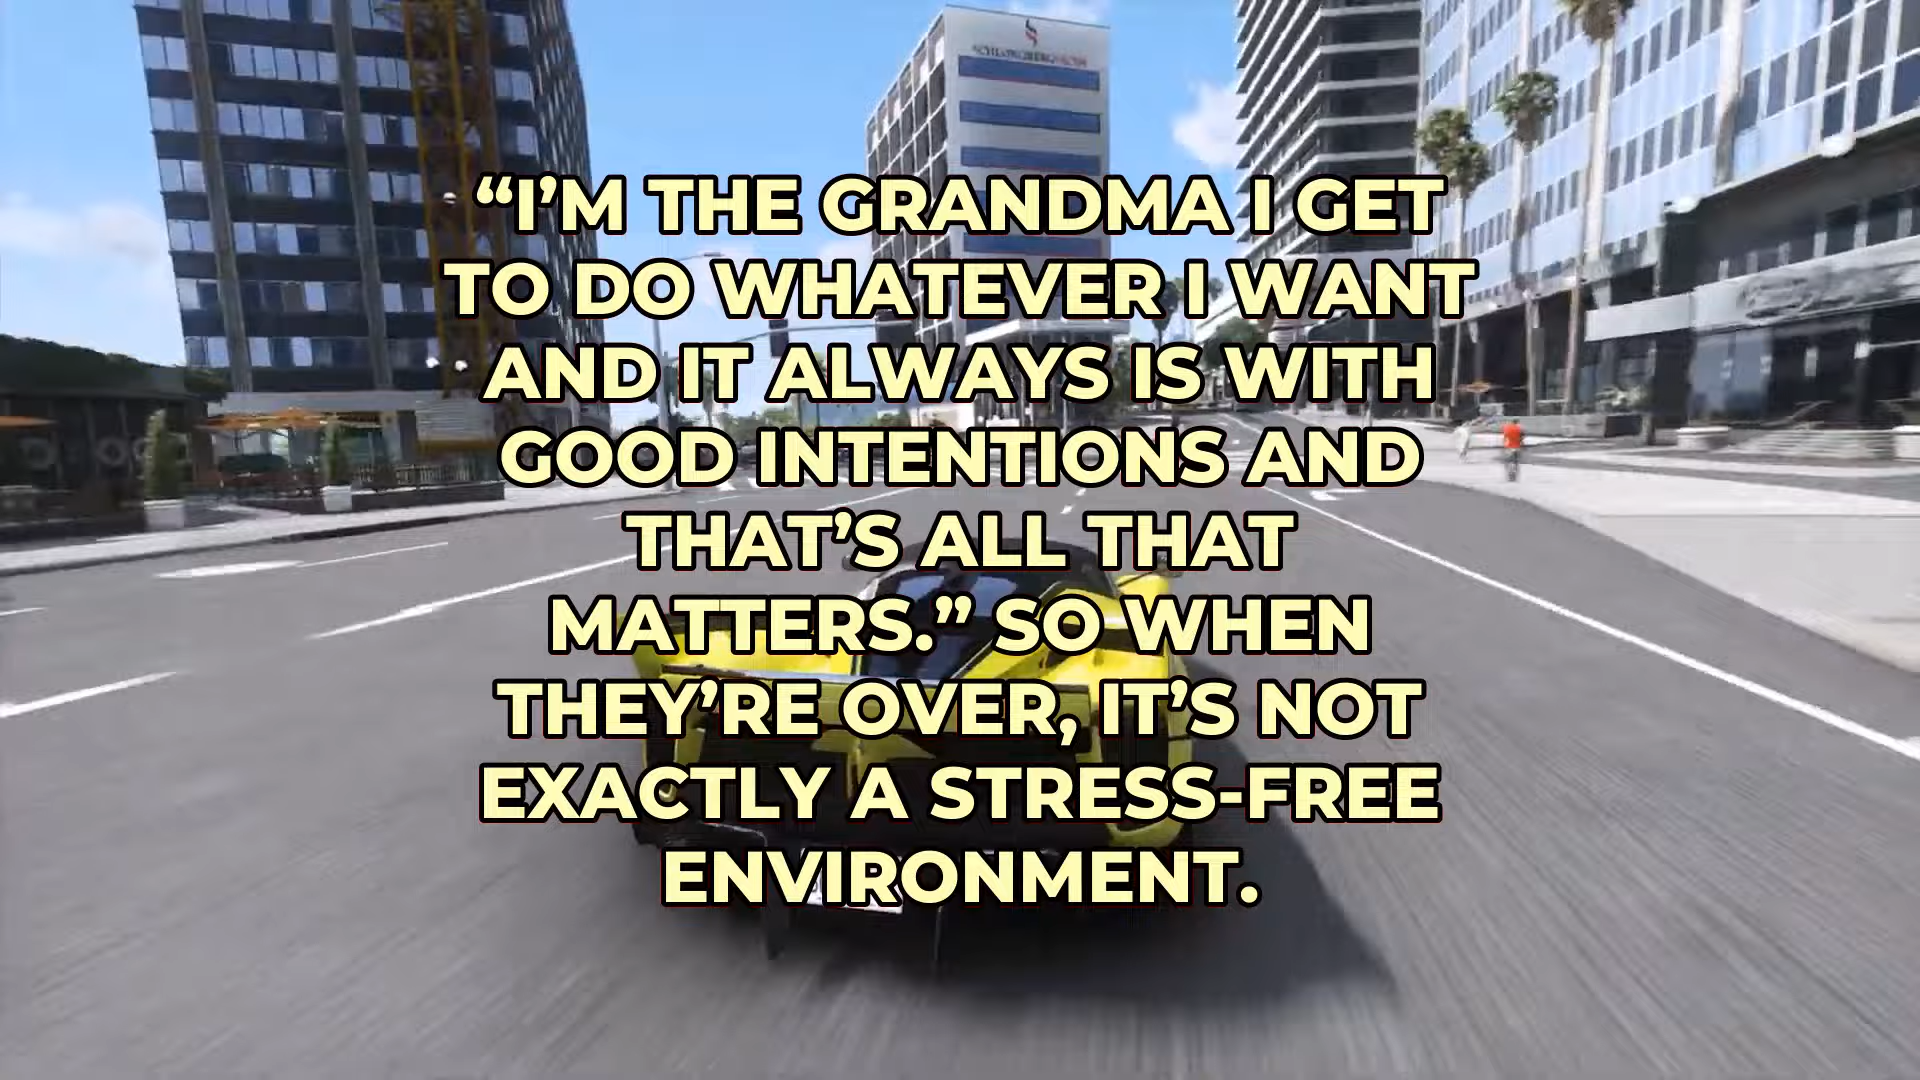 “I’M THE GRANDMA I GET
TO DO WHATEVER I WANT
AND IT ALWAYS IS WITH
GOOD INTENTIONS AND
THAT’S ALL THAT
MATTERS.” SO WHEN
THEY’RE OVER, IT’S NOT
EXACTLY A STRESS-FREE
ENVIRONMENT.